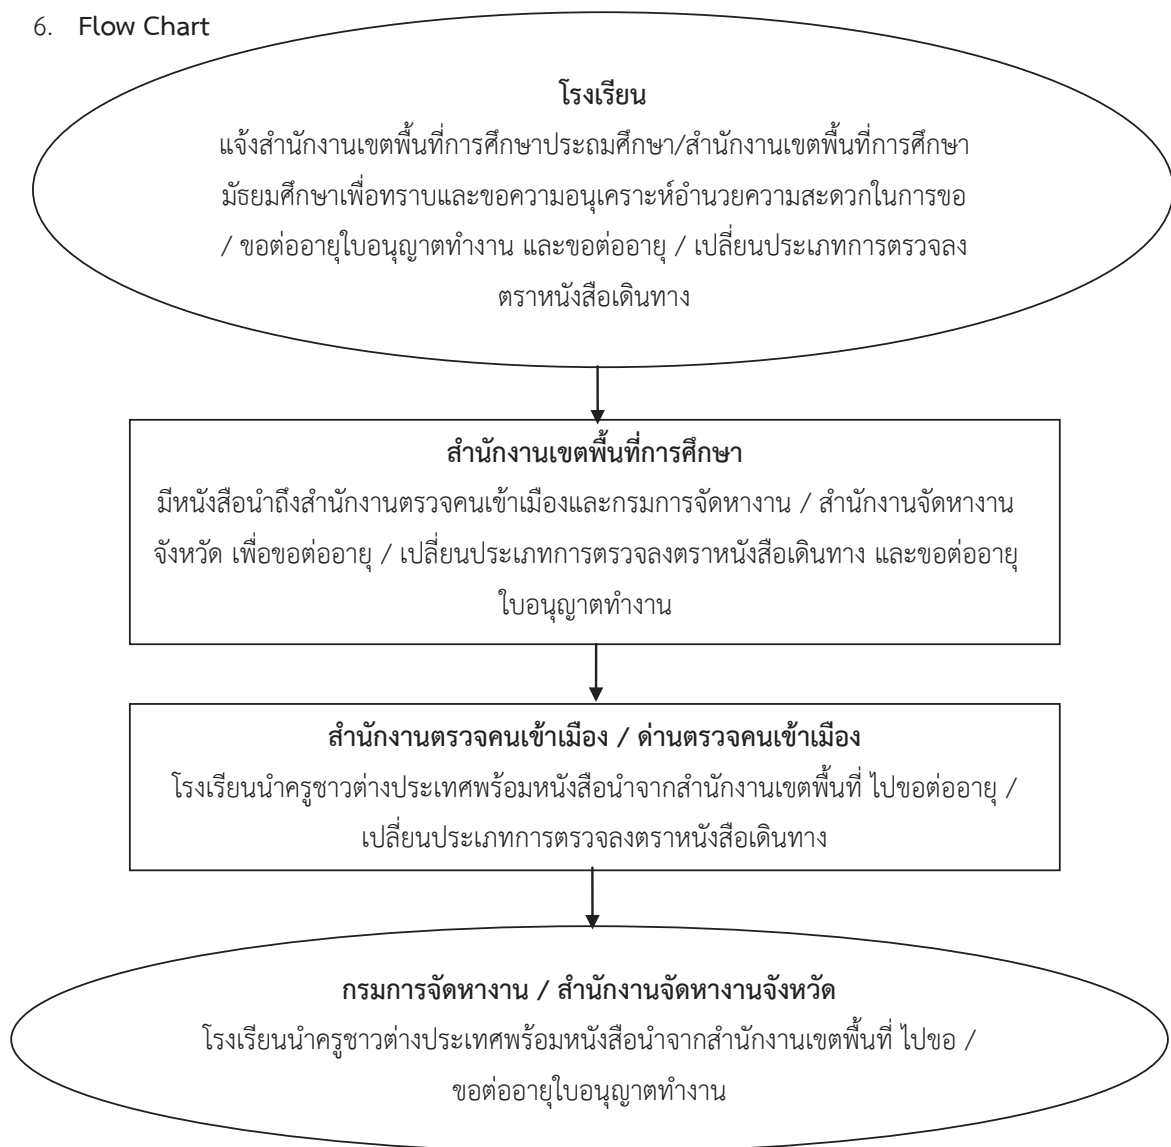 6. Flow Chart
โรงเรียน
แจ้งสำนักงานเขตพื้นที่การศึกษาประถมศึกษา/สำนักงานเขตพื้นที่การศึกษา
มัธยมศึกษาเพื่อทราบและขอความอนุเคราะห์อำนวยความสะดวกในการขอ
/ ขอต่ออายุใบอนุญาตทำงาน และขอต่ออายุ / เปลี่ยนประเภทการตรวจลง
ตราหนังสือเดินทาง
สำนักงานเขตพื้นที่การศึกษา
มีหนังสือนำถึงสำนักงานตรวจคนเข้าเมืองและกรมการจัดหางาน / สำนักงานจัดหางาน
จังหวัด เพื่อขอต่ออายุ / เปลี่ยนประเภทการตรวจลงตราหนังสือเดินทาง และขอต่ออายุ
ใบอนุญาตทำงาน
สำนักงานตรวจคนเข้าเมือง / ด่านตรวจคนเข้าเมือง
โรงเรียนนำครูชาวต่างประเทศพร้อมหนังสือนำจากสำนักงานเขตพื้นที่ ไปขอต่ออายุ /
เปลี่ยนประเภทการตรวจลงตราหนังสือเดินทาง
กรมการจัดหางาน / สำนักงานจัดหางานจังหวัด
โรงเรียนนำครูชาวต่างประเทศพร้อมหนังสือนำจากสำนักงานเขตพื้นที่ ไปขอ /
ขอต่ออายุใบอนุญาตทำงาน